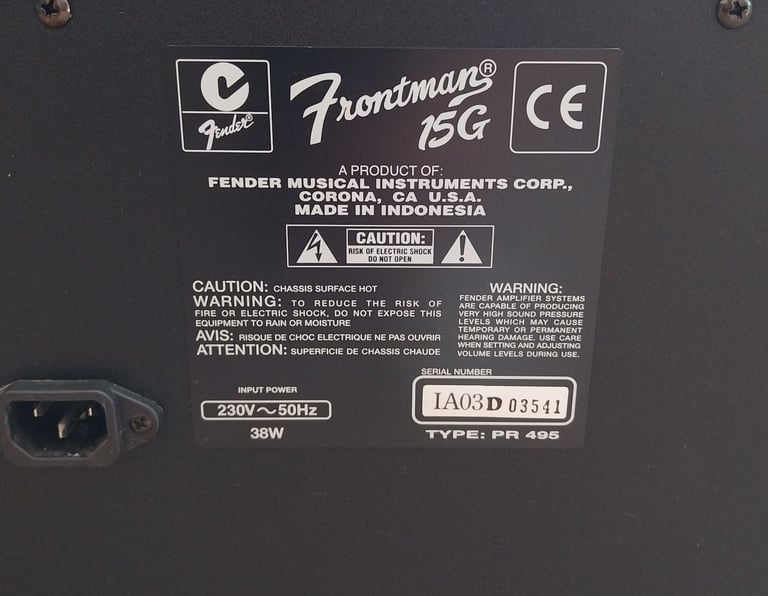 Fender®
Frontman®
15G
CE
A PRODUCT OF:
FENDER MUSICAL INSTRUMENTS CORP.,
CORONA, CA U.S.A.
MADE IN INDONESIA
CAUTION:
RISK OF ELECTRIC SHOCK
DO NOT OPEN
CAUTION: CHASSIS SURFACE HOT
WARNING: TO REDUCE THE RISK OF
FIRE OR ELECTRIC SHOCK, DO NOT EXPOSE THIS
EQUIPMENT TO RAIN OR MOISTURE
AVIS: RISQUE DE CHOC ELECTRIQUE NE PAS OUVRIR
ATTENTION: SUPERFICIE DE CHASSIS CHAUDE
WARNING:
FENDER AMPLIFIER SYSTEMS
ARE CAPABLE OF PRODUCING
VERY HIGH SOUND PRESSURE
LEVELS WHICH MAY CAUSE
TEMPORARY OR PERMANENT
HEARING DAMAGE. USE CARE
WHEN SETTING AND ADJUSTING
VOLUME LEVELS DURING USE.
INPUT POWER
230V~50Hz
38W
SERIAL NUMBER
IA03D 03541
TYPE: PR 495